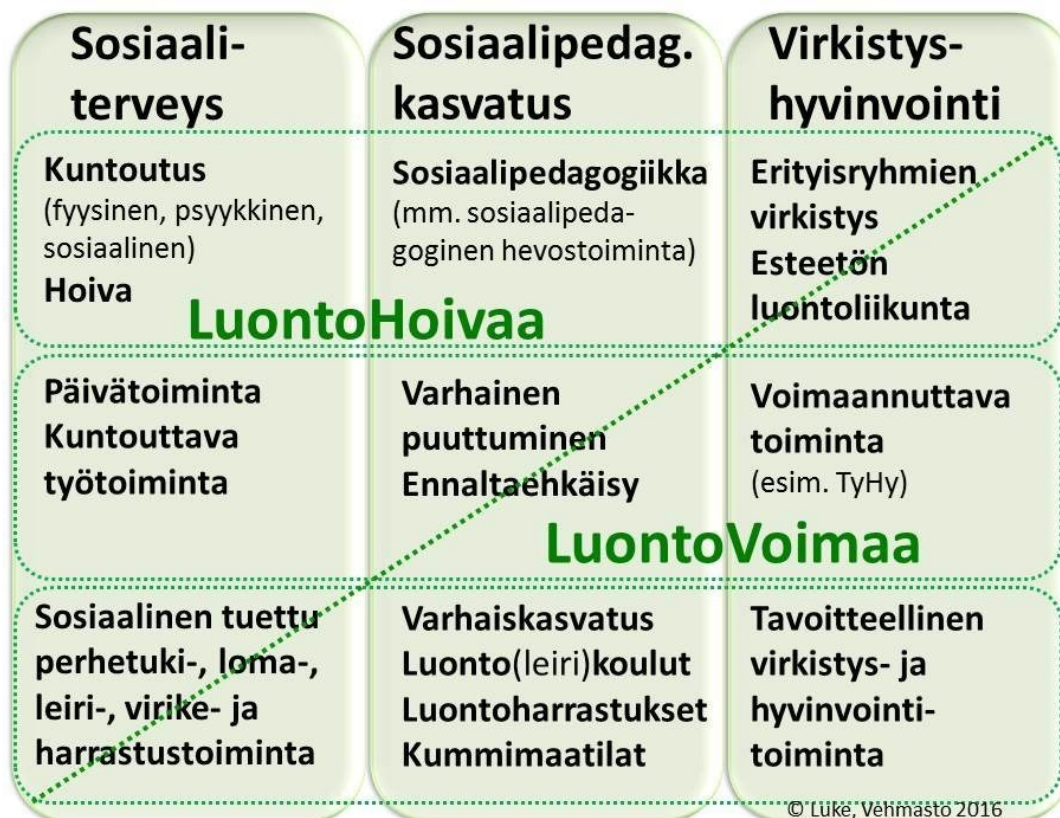 Sosiaali-
terveys
Sosiaalipedag.
kasvatus
Virkistys-
hyvinvointi
Kuntoutus
(fyysinen, psyykkinen,
sosiaalinen)
Hoiva
Sosiaalipedagogiikka
(mm. sosiaalipeda-
goginen hevostoiminta)
Erityisryhmien
virkistys
Esteetön
luontoliikunta
LuontoHoivaa
Päivätoiminta
Kuntouttava
työtoiminta
Varhainen
puuttuminen
Ennaltaehkäisy
Voimaannuttava
toiminta
(esim. TyHy)
LuontoVoimaa
Sosiaalinen tuettu
perhetuki-, loma-,
leiri-, virike- ja
harrastustoiminta
Varhaiskasvatus
Luonto(leiri)koulut
Luontoharrastukset
Kummimaatilat
Tavoitteellinen
virkistys- ja
hyvinvointi-
toiminta
© Luke, Vehmasto 2016